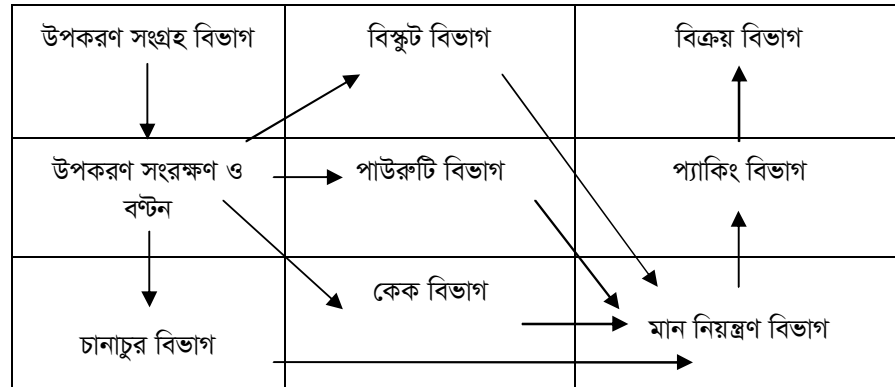 উপকরণ সংগ্রহ বিভাগ
বিস্কুট বিভাগ
বিক্রয় বিভাগ
উপকরণ সংরক্ষণ ও
বণ্টন
পাউরুটি বিভাগ
প্যাকিং বিভাগ
চানাচুর বিভাগ
কেক বিভাগ
মান নিয়ন্ত্রণ বিভাগ